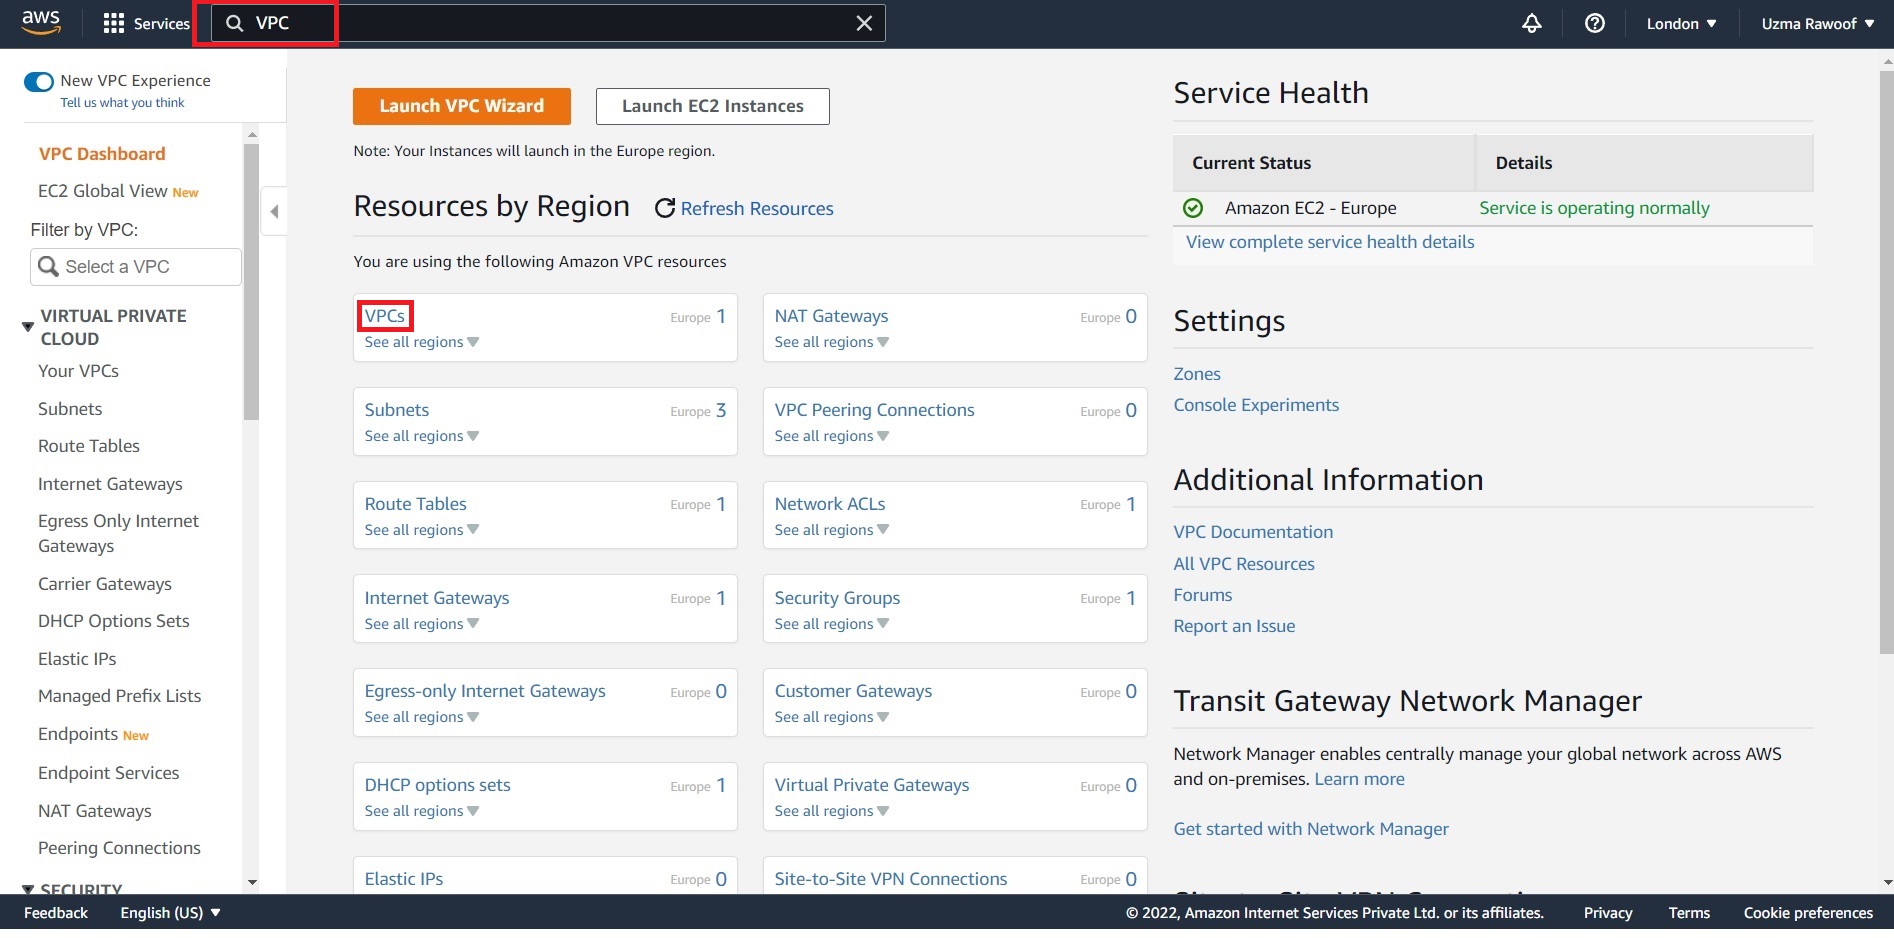 aws
Services
VPC
London
Uzma Rawoof
New VPC Experience
Tell us what you think
VPC Dashboard
EC2 Global View New
Filter by VPC:
Select a VPC
VIRTUAL PRIVATE
CLOUD
Your VPCs
Subnets
Route Tables
Internet Gateways
Egress Only Internet
Gateways
Carrier Gateways
DHCP Options Sets
Elastic IPs
Managed Prefix Lists
Endpoints New
Endpoint Services
NAT Gateways
Peering Connections
SECURITY
Launch VPC Wizard
Launch EC2 Instances
Note: Your Instances will launch in the Europe region.
Resources by Region
Refresh Resources
You are using the following Amazon VPC resources
VPCs Europe 1
See all regions
NAT Gateways Europe 0
See all regions
Subnets Europe 3
See all regions
VPC Peering Connections Europe 0
See all regions
Route Tables Europe 1
See all regions
Network ACLs Europe 1
See all regions
Internet Gateways Europe 1
See all regions
Security Groups Europe 1
See all regions
Egress-only Internet Gateways Europe 0
See all regions
Customer Gateways Europe 0
See all regions
DHCP options sets Europe 1
See all regions
Virtual Private Gateways Europe 0
See all regions
Elastic IPs Europe 0
Site-to-Site VPN Connections Europe 0
Service Health
Current Status Details
Amazon EC2 - Europe Service is operating normally
View complete service health details
Settings
Zones
Console Experiments
Additional Information
VPC Documentation
All VPC Resources
Forums
Report an Issue
Transit Gateway Network Manager
Network Manager enables centrally manage your global network across AWS
and on-premises. Learn more
Get started with Network Manager
Feedback
English (US)
© 2022, Amazon Internet Services Private Ltd. or its affiliates.
Privacy
Terms
Cookie preferences